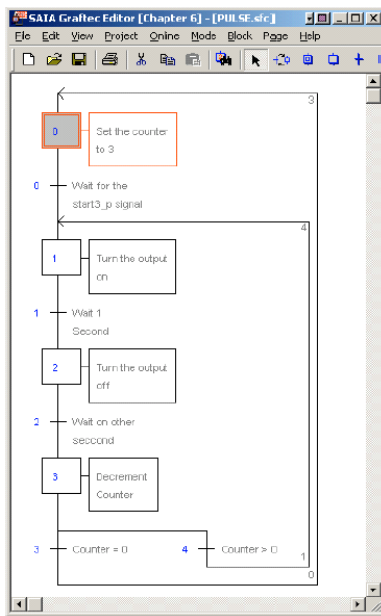 SAIA Graftec Editor [Chapter 6] - [PULSE.sfc]
File Edit View Project Online Mode Block Page Help
3
0 Set the counter
to 3
0 Wait for the
start3_p signal
4
1 Turn the output
on
1 Wait 1
Second
2 Turn the output
off
2 Wait on other
seccond
3 Decrement
Counter
3 Counter = 0 4 Counter > 0 1
0